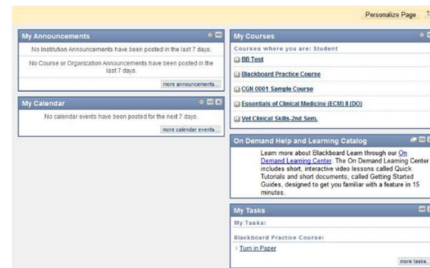 Personalize Page
My Announcements
No Institution Announcements have been posted in the last 7 days.
No Course or Organization Announcements have been posted in the
last 7 days.
more announcements...
My Calendar
No calendar events have been posted for the next 7 days.
more calendar events...
My Courses
Courses where you are: Student
BB Test
Blackboard Practice Course
CGN 0001 Sample Course
Essentials of Clinical Medicine (ECM) II (DO)
Vet Clinical Skills-2nd Sem.
On Demand Help and Learning Catalog
Learn more about Blackboard Learn through our On
Demand Learning Center. The On Demand Learning Center
includes short, interactive video lessons called Quick
Tutorials and short documents, called Getting Started
Guides, designed to get you familiar with a feature in 15
minutes.
My Tasks
My Tasks:
Blackboard Practice Course:
Turn in Paper
more tasks...